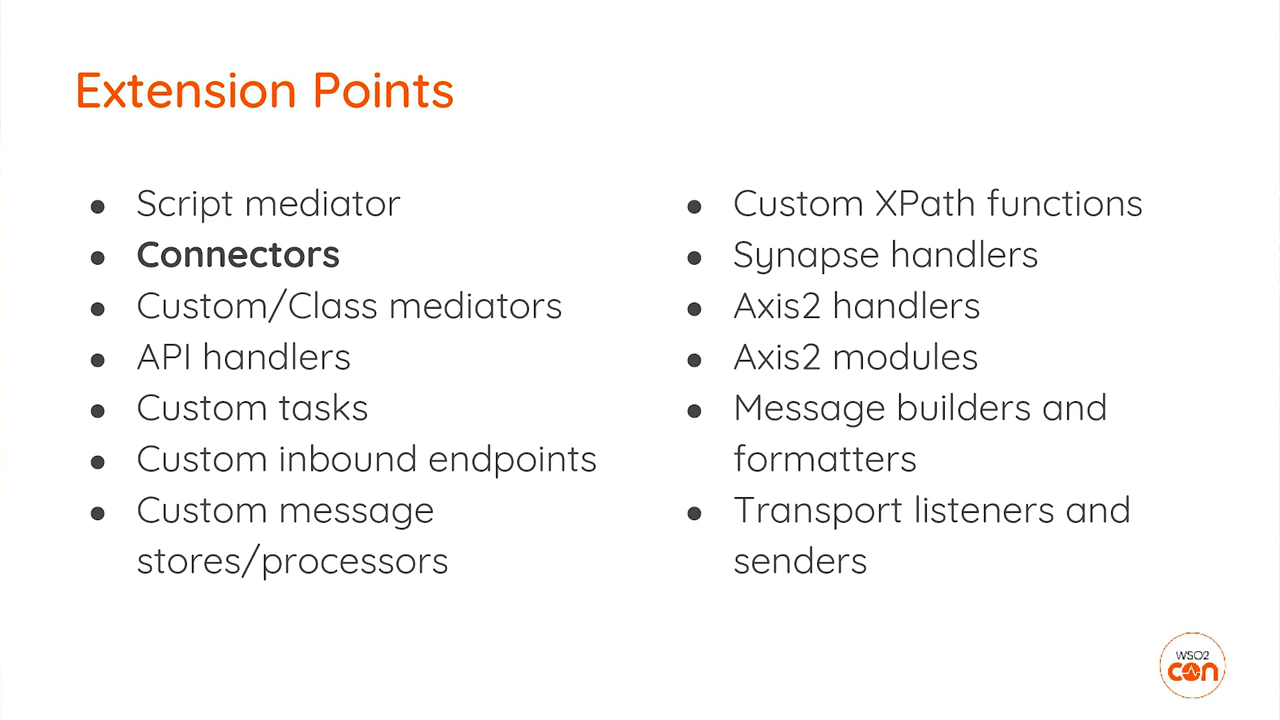 Extension Points
● Script mediator
● Connectors
● Custom/Class mediators
● API handlers
● Custom tasks
● Custom inbound endpoints
● Custom message
stores/processors
● Custom XPath functions
● Synapse handlers
● Axis2 handlers
● Axis2 modules
● Message builders and
formatters
● Transport listeners and
senders
WSO2
con